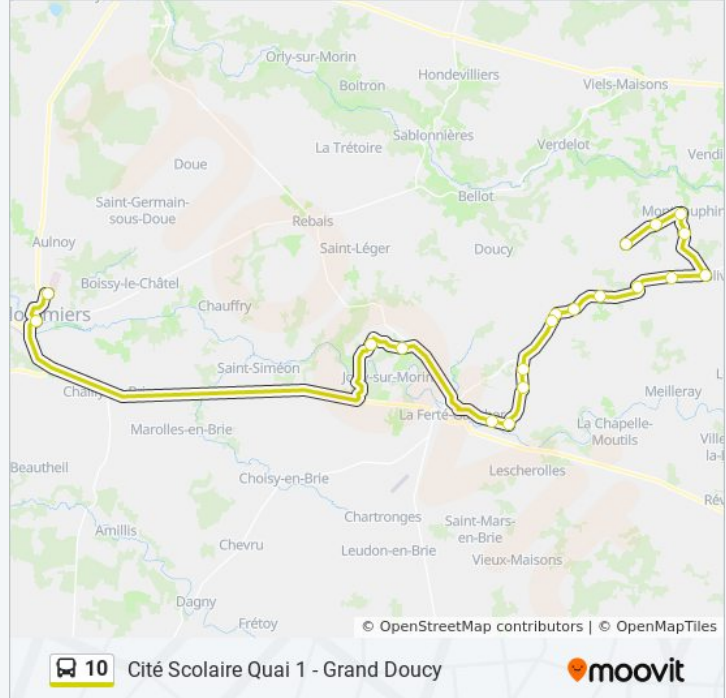 Orly-sur-Morin
Hondevilliers
Boitron
Viels-Maisons
Sablonnières
La Trétoire
Verdelot
Vendi
Doue
Bellot
Saint-Germain-
sous-Doue
Rebais
Aulnoy
Saint-Léger
Doucy
Boissy-le-Châtel
Chauffry
Saint-Siméon
Meilleray
La Chapelle-
Moutils
Marolles-en-Brie
Lescherolles
Beautheil
Choisy-en-Brie
Amillis
Chartronges
Saint-Mars-
en-Brie
Chevru
Leudon-en-Brie
Vieux-Maisons
Dagny
Frétoy
© OpenStreetMap contributors | © OpenMapTiles
10 Cité Scolaire Quai 1 - Grand Doucy
moovit